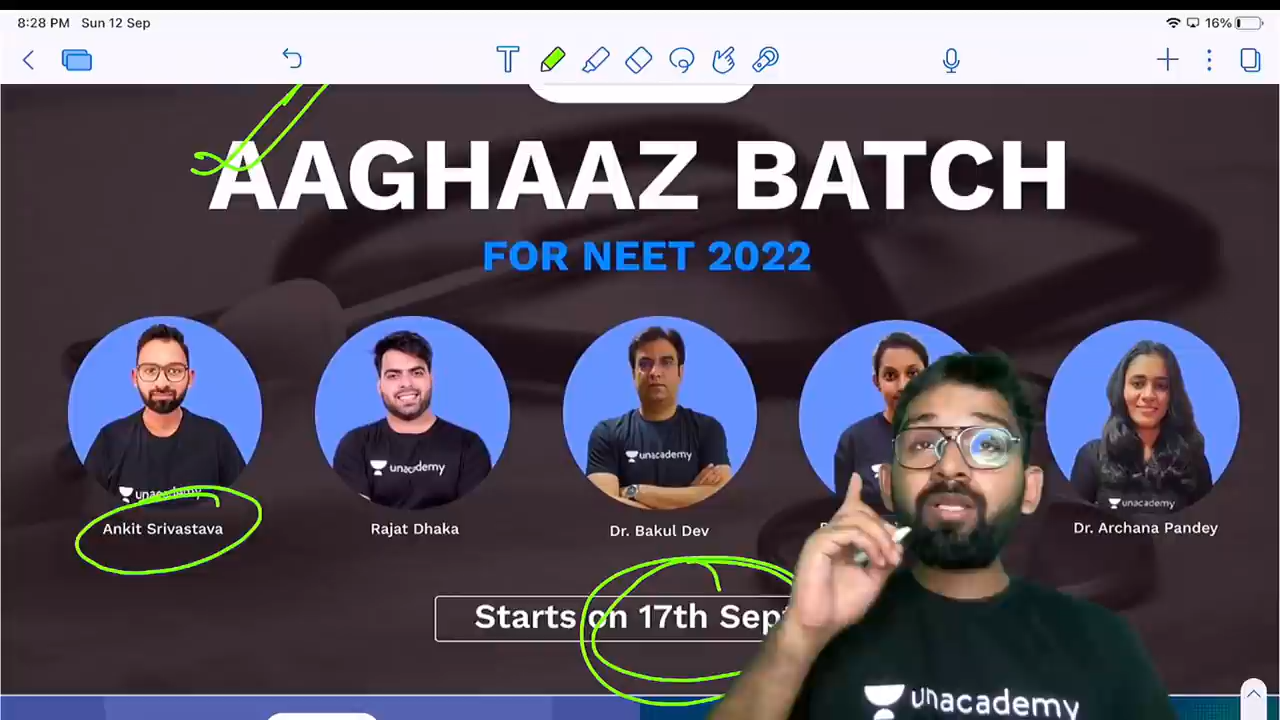 8:28 PM Sun 12 Sep
16%
T
AAGHAAZ BATCH
FOR NEET 2022
unacademy
unacademy
unacademy
unacademy
Ankit Srivastava
Rajat Dhaka
Dr. Bakul Dev
Dr. Archana Pandey
Starts on 17th Sept
unacademy